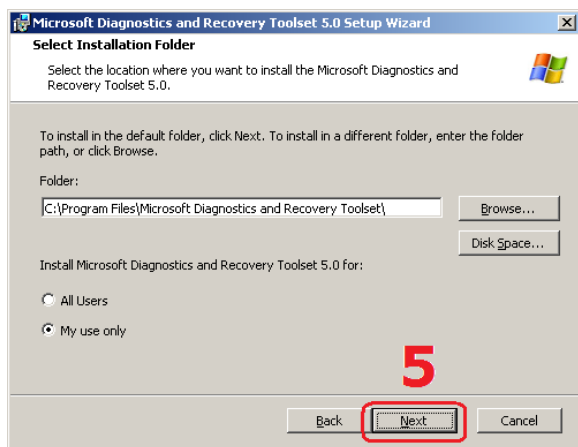 Microsoft Diagnostics and Recovery Toolset 5.0 Setup Wizard
Select Installation Folder
Select the location where you want to install the Microsoft Diagnostics and
Recovery Toolset 5.0.
To install in the default folder, click Next. To install in a different folder, enter the folder
path, or click Browse.
Folder:
C:\Program Files\Microsoft Diagnostics and Recovery Toolset\
Browse...
Disk Space...
Install Microsoft Diagnostics and Recovery Toolset 5.0 for:
All Users
My use only
5
Back Next Cancel